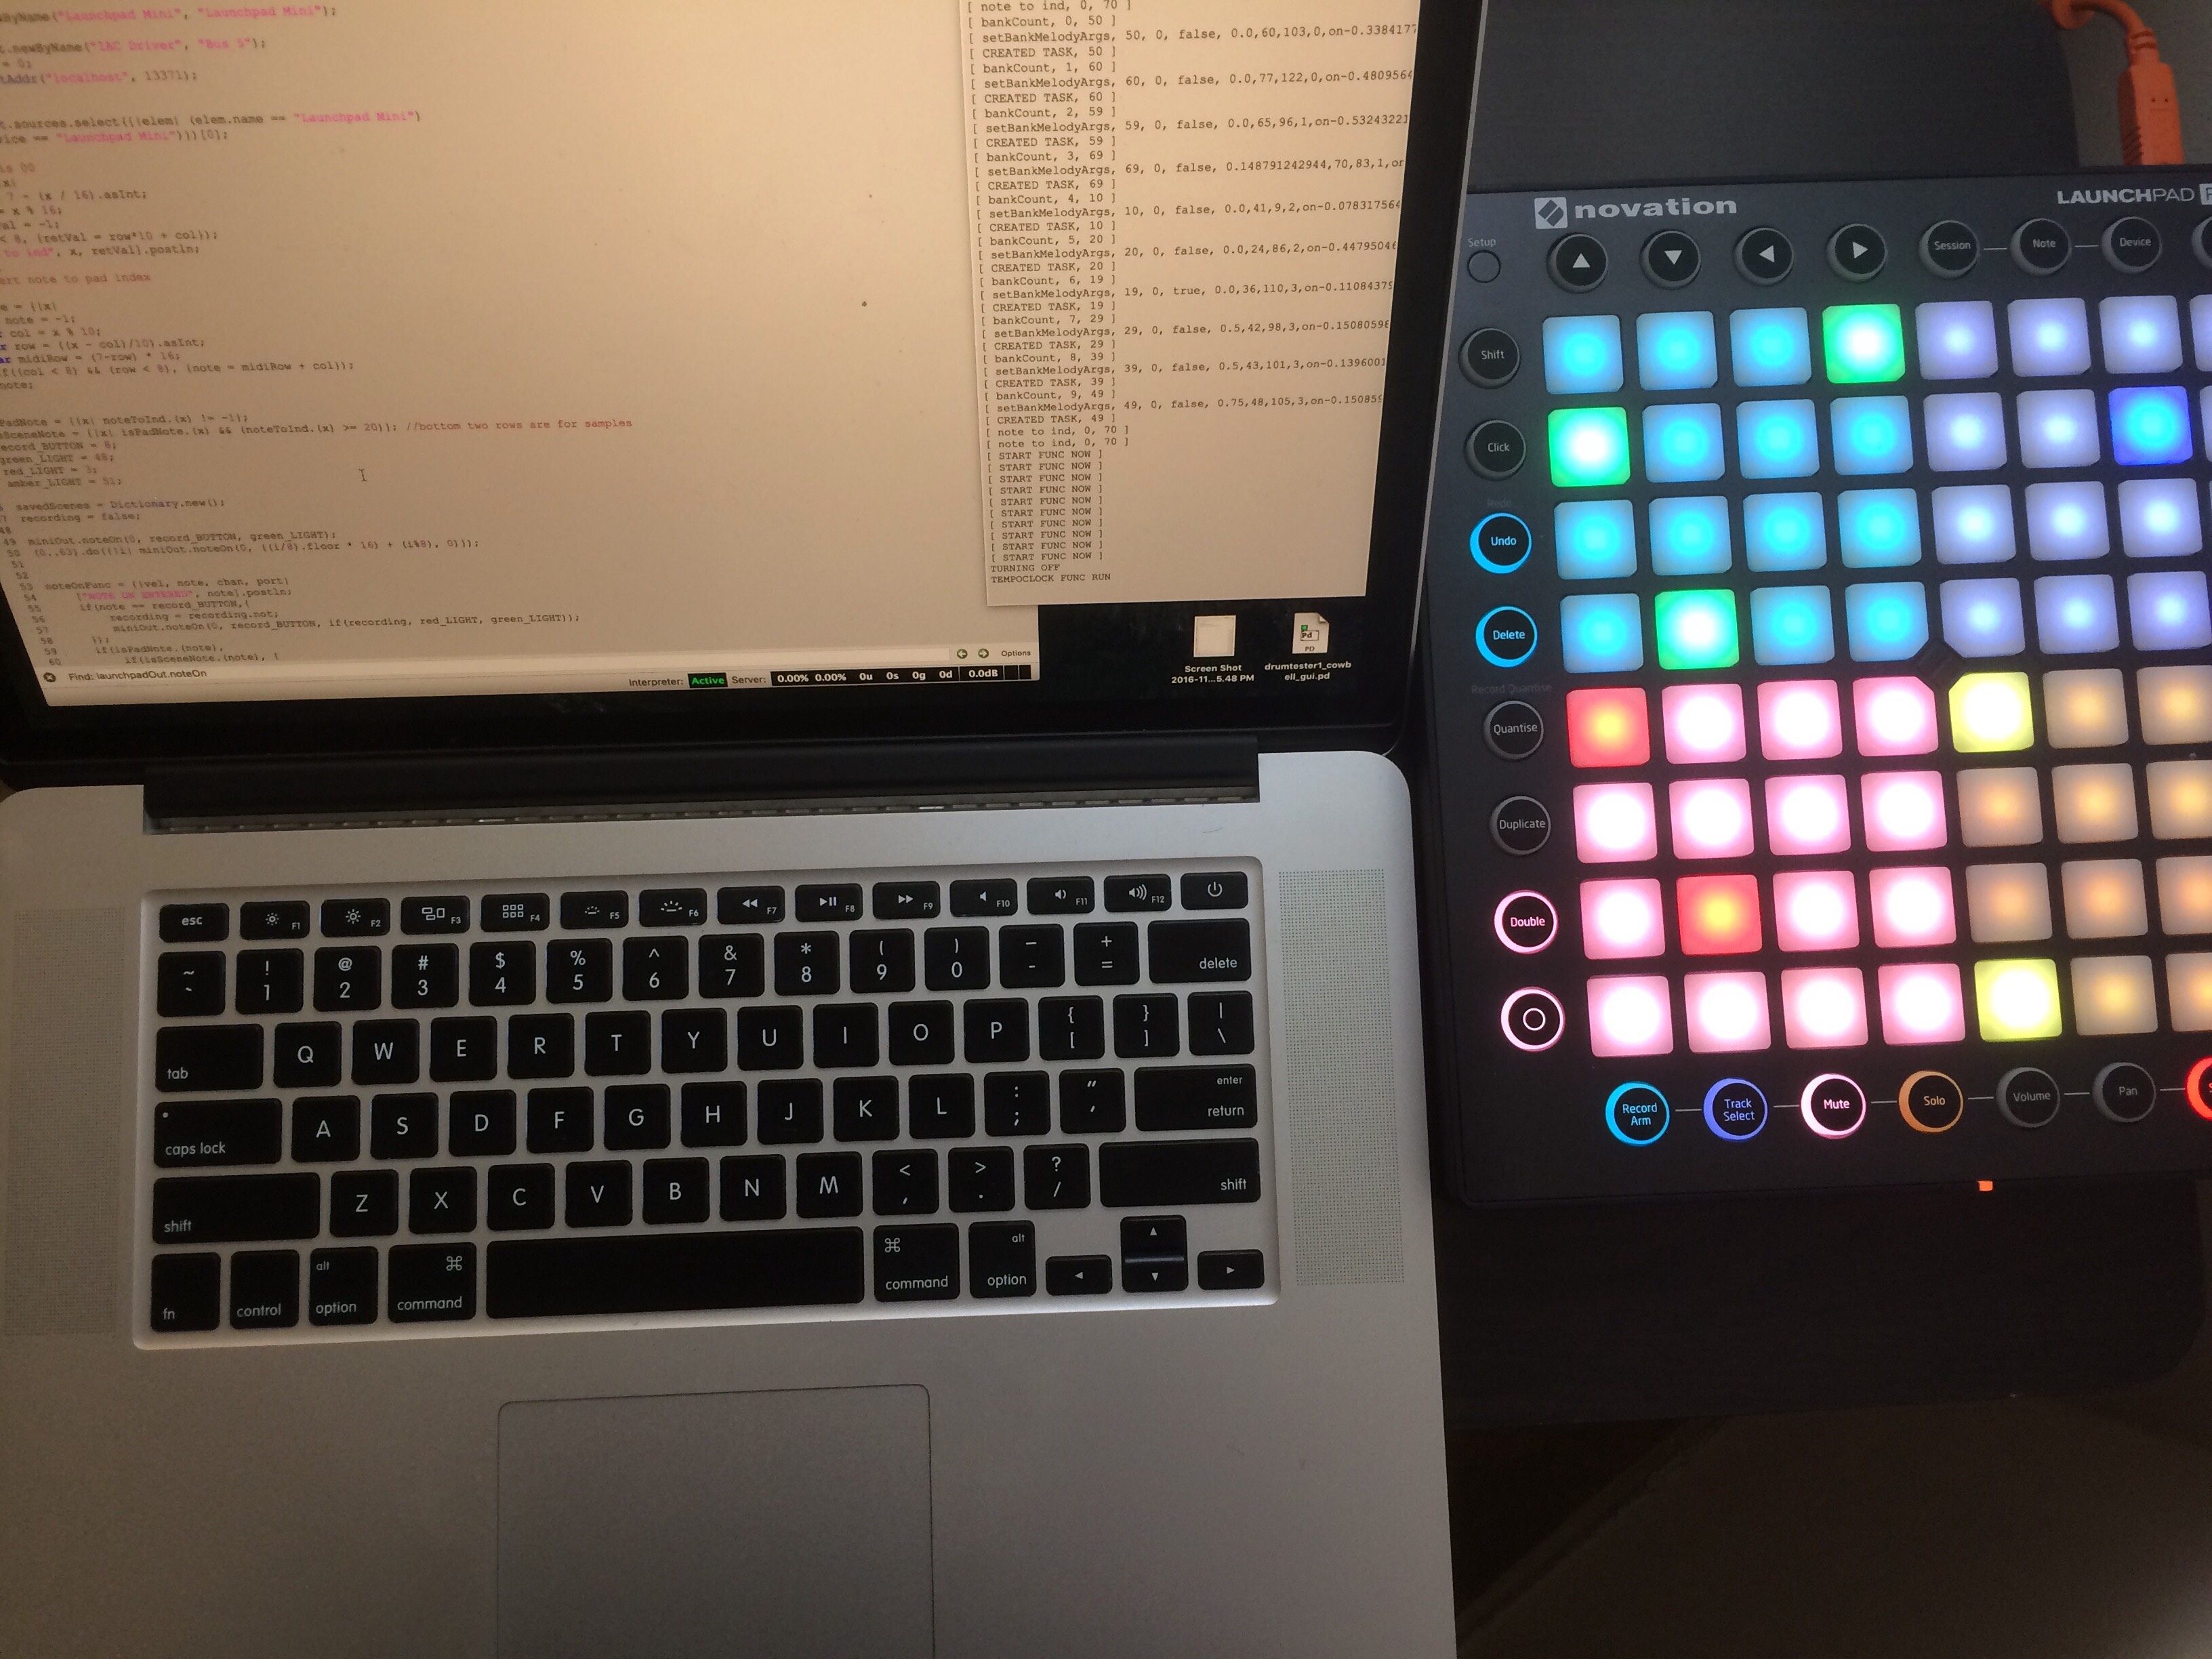 ByName("Launchpad Mini", "Launchpad Mini");
t.newByName("IAC Driver", "Bus 5");
= 0;
tAddr("localhost", 13371);
t.sources.select({|elem| (elem.name == "Launchpad Mini")
ice == "Launchpad Mini")})[0];
is 00
x|
7 - (x / 16).asInt;
= x % 16;
al = -1;
< 8, {retVal = row*10 + col});
to ind", x, retVal].postln;
ert note to pad index
e = {|x|
note = -1;
r col = x % 10;
r row = ((x - col)/10).asInt;
ar midiRow = (7-row) * 16;
if((col < 8) && (row < 8), {note = midiRow + col});
note;
PadNote = {|x| noteToInd.(x) != -1};
sSceneNote = {|x| isPadNote.(x) && (noteToInd.(x) >= 20)}; //bottom two rows are for samples
record_BUTTON = 8;
green_LIGHT = 48;
red_LIGHT = 3;
amber_LIGHT = 51;
savedScenes = Dictionary.new();
7 recording = false;
48
49 miniOut.noteOn(0, record_BUTTON, green_LIGHT);
50 (0..63).do({|i| miniOut.noteOn(0, ((i/8).floor * 16) + (i%8), 0)});
51
52
53 noteOnFunc = {|val, note, chan, port|
54 ["NOTE ON ENTERED", note].postln;
55 if(note == record_BUTTON,{
56 recording = recording.not;
57 miniOut.noteOn(0, record_BUTTON, if(recording, red_LIGHT, green_LIGHT));
58 });
59 if(isPadNote.(note),
60 if(isSceneNote.(note), {
Find: launchpadOut.noteOn
Options
Interpreter: Active Server: 0.00% 0.00% 0u 0s 0g 0d 0.0dB
[ note to ind, 0, 70 ]
[ bankCount, 0, 50 ]
[ setBankMelodyArgs, 50, 0, false, 0.0,60,103,0,on-0.338417
[ CREATED TASK, 50 ]
[ bankCount, 1, 60 ]
[ setBankMelodyArgs, 60, 0, false, 0.0,77,122,0,on-0.4809564
[ CREATED TASK, 60 ]
[ bankCount, 2, 59 ]
[ setBankMelodyArgs, 59, 0, false, 0.0,65,96,1,on-0.53243221
[ CREATED TASK, 59 ]
[ bankCount, 3, 69 ]
[ setBankMelodyArgs, 69, 0, false, 0.148791242944,70,83,1,or
[ CREATED TASK, 69 ]
[ bankCount, 4, 10 ]
[ setBankMelodyArgs, 10, 0, false, 0.0,41,9,2,on-0.078317564
[ CREATED TASK, 10 ]
[ bankCount, 5, 20 ]
[ setBankMelodyArgs, 20, 0, false, 0.0,24,86,2,on-0.44795046
[ CREATED TASK, 20 ]
[ bankCount, 6, 19 ]
[ setBankMelodyArgs, 19, 0, true, 0.0,36,110,3,on-0.11084379
[ CREATED TASK, 19 ]
[ bankCount, 7, 29 ]
[ setBankMelodyArgs, 29, 0, false, 0.5,42,98,3,on-0.15080598
[ CREATED TASK, 29 ]
[ bankCount, 8, 39 ]
[ setBankMelodyArgs, 39, 0, false, 0.5,43,101,3,on-0.1396001
[ CREATED TASK, 39 ]
[ bankCount, 9, 49 ]
[ setBankMelodyArgs, 49, 0, false, 0.75,48,105,3,on-0.15085
[ CREATED TASK, 49 ]
[ note to ind, 0, 70 ]
[ note to ind, 0, 70 ]
[ START FUNC NOW ]
[ START FUNC NOW ]
[ START FUNC NOW ]
[ START FUNC NOW ]
[ START FUNC NOW ]
[ START FUNC NOW ]
[ START FUNC NOW ]
[ START FUNC NOW ]
[ START FUNC NOW ]
[ START FUNC NOW ]
TURNING OFF
TEMPOCLOCK FUNC RUN
Screen Shot
2016-11...5.48 PM
drumtester1_cowb
ell_gui.pd
Pd
PD
novation
LAUNCHPAD
Setup
Session
Note
Device
Shift
Click
Redo
Undo
Delete
Record Quantise
Quantise
Duplicate
Double
Record Arm
Track Select
Mute
Solo
Volume
Pan
esc F1 F2 F3 F4 F5 F6 F7 F8 F9 F10 F11 F12
~ ! @ # $ % ^ & * ( ) — +
` 1 2 3 4 5 6 7 8 9 0 - = delete
tab Q W E R T Y U I O P { [ } ] | \
caps lock A S D F G H J K L : ; " ' enter return
shift Z X C V B N M < , > . ? / shift
fn control alt option ⌘ command ⌘ command alt option